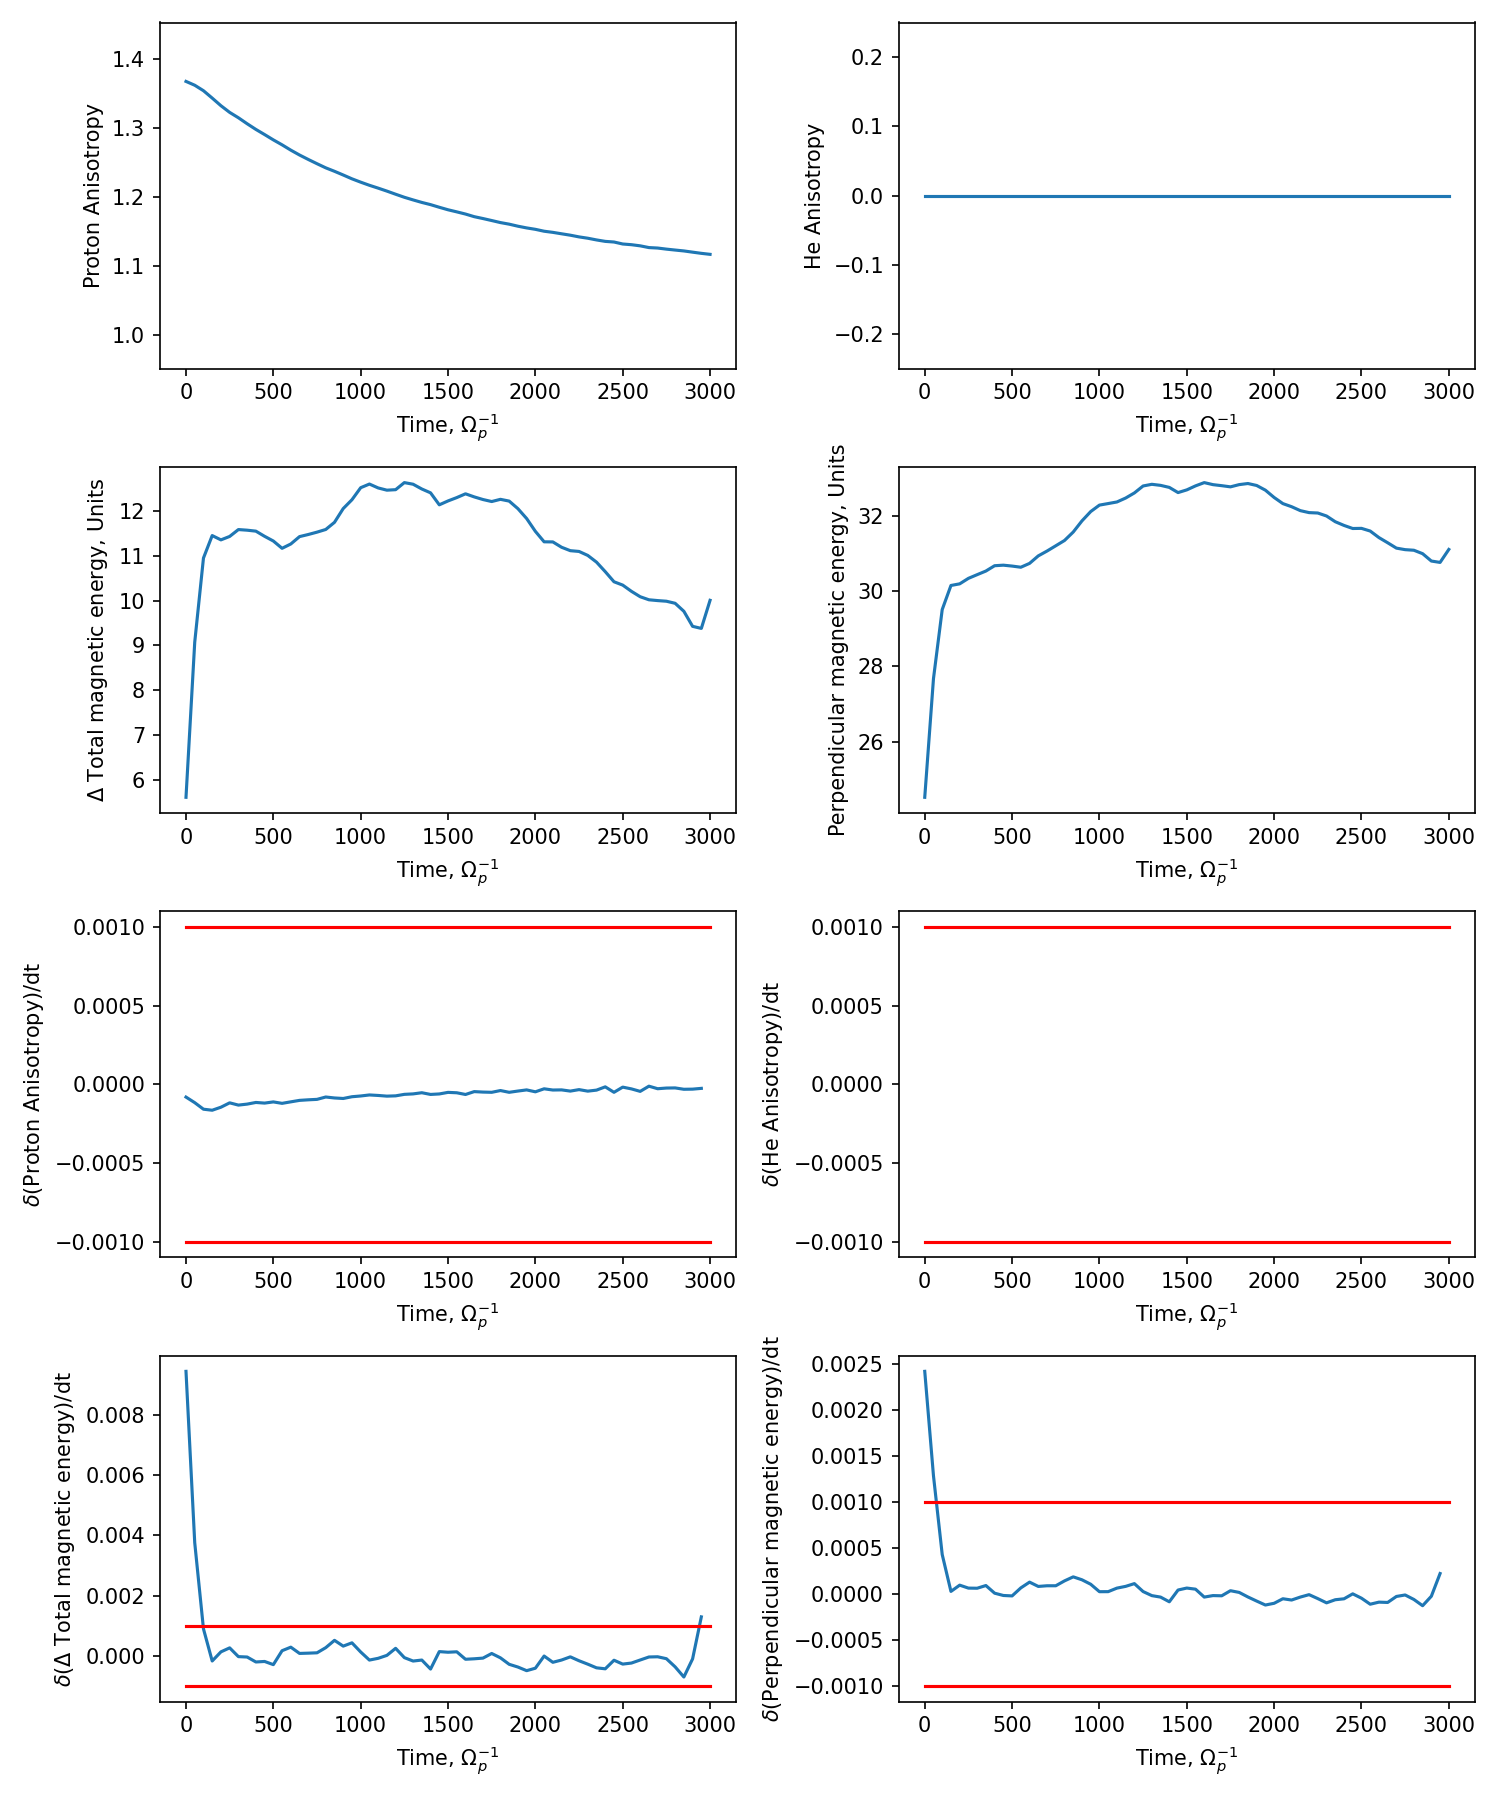 Proton Anisotropy
1.4
1.3
1.2
1.1
1.0
0 500 1000 1500 2000 2500 3000
Time, Ω_p^{-1}
He Anisotropy
0.2
0.1
0.0
−0.1
−0.2
0 500 1000 1500 2000 2500 3000
Time, Ω_p^{-1}
Δ Total magnetic energy, Units
12
11
10
9
8
7
6
0 500 1000 1500 2000 2500 3000
Time, Ω_p^{-1}
Perpendicular magnetic energy, Units
32
30
28
26
0 500 1000 1500 2000 2500 3000
Time, Ω_p^{-1}
δ(Proton Anisotropy)/dt
0.0010
0.0005
0.0000
−0.0005
−0.0010
0 500 1000 1500 2000 2500 3000
Time, Ω_p^{-1}
δ(He Anisotropy)/dt
0.0010
0.0005
0.0000
−0.0005
−0.0010
0 500 1000 1500 2000 2500 3000
Time, Ω_p^{-1}
δ(Δ Total magnetic energy)/dt
0.008
0.006
0.004
0.002
0.000
0 500 1000 1500 2000 2500 3000
Time, Ω_p^{-1}
δ(Perpendicular magnetic energy)/dt
0.0025
0.0020
0.0015
0.0010
0.0005
0.0000
−0.0005
−0.0010
0 500 1000 1500 2000 2500 3000
Time, Ω_p^{-1}